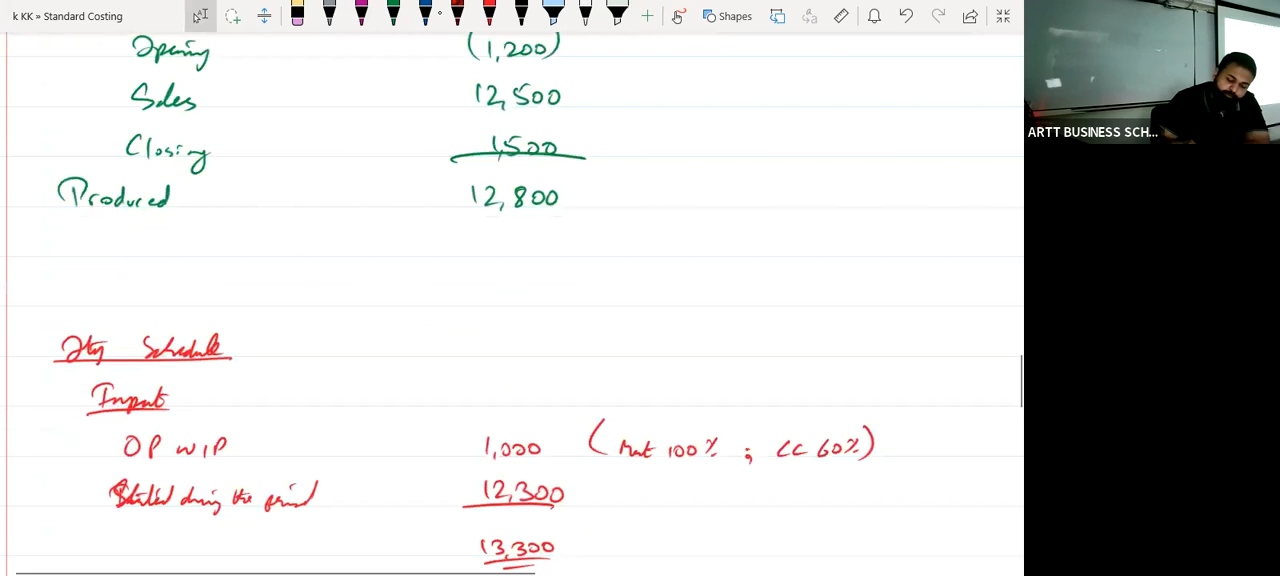 k KK » Standard Costing
Shapes
Opening (1,200)
Sales 12,500
Closing 1,500
Produced 12,800
Qty Schedule
Input
OP WIP 1,000 (Mat 100% ; CC 60%)
Started during the period 12,300
13,300
ARTT BUSINESS SCH...